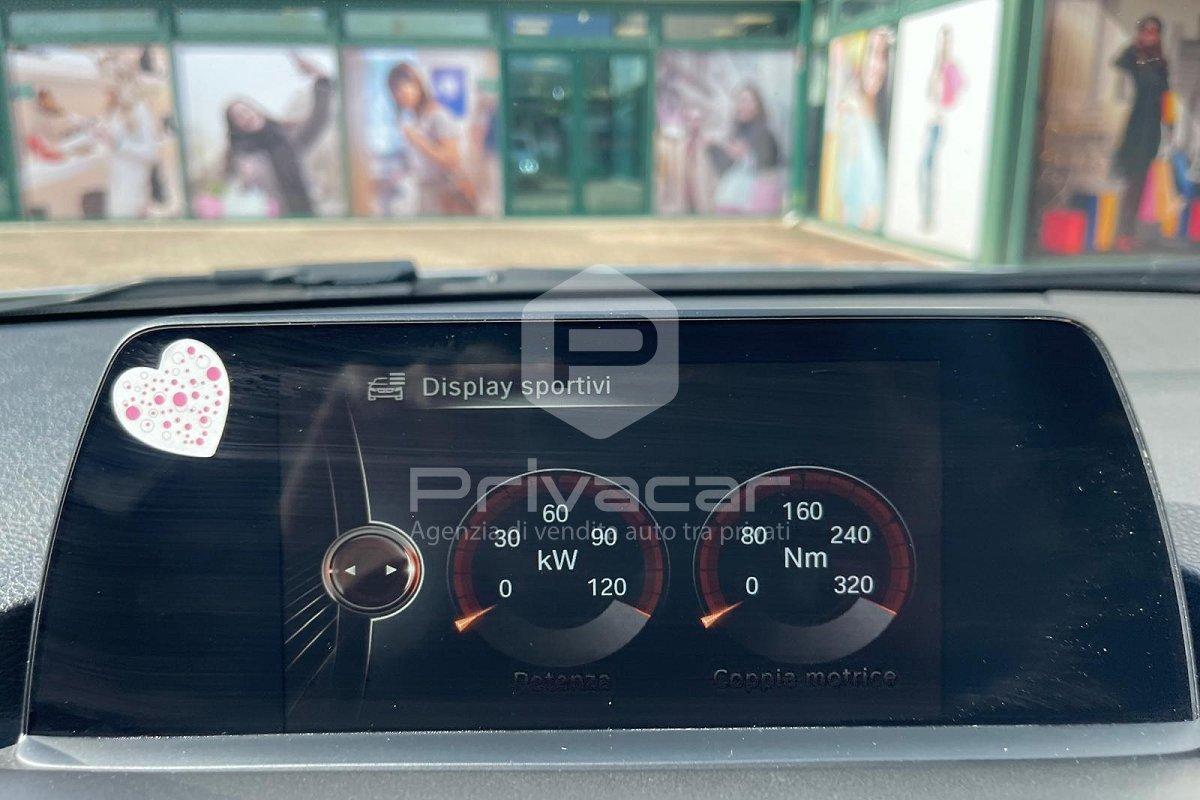 P
Display sportivi
Privacar
Agenzia di vendita auto tra privati
0 30 60 90 120
kW
0 80 160 240 320
Nm
Potenza
Coppia motrice